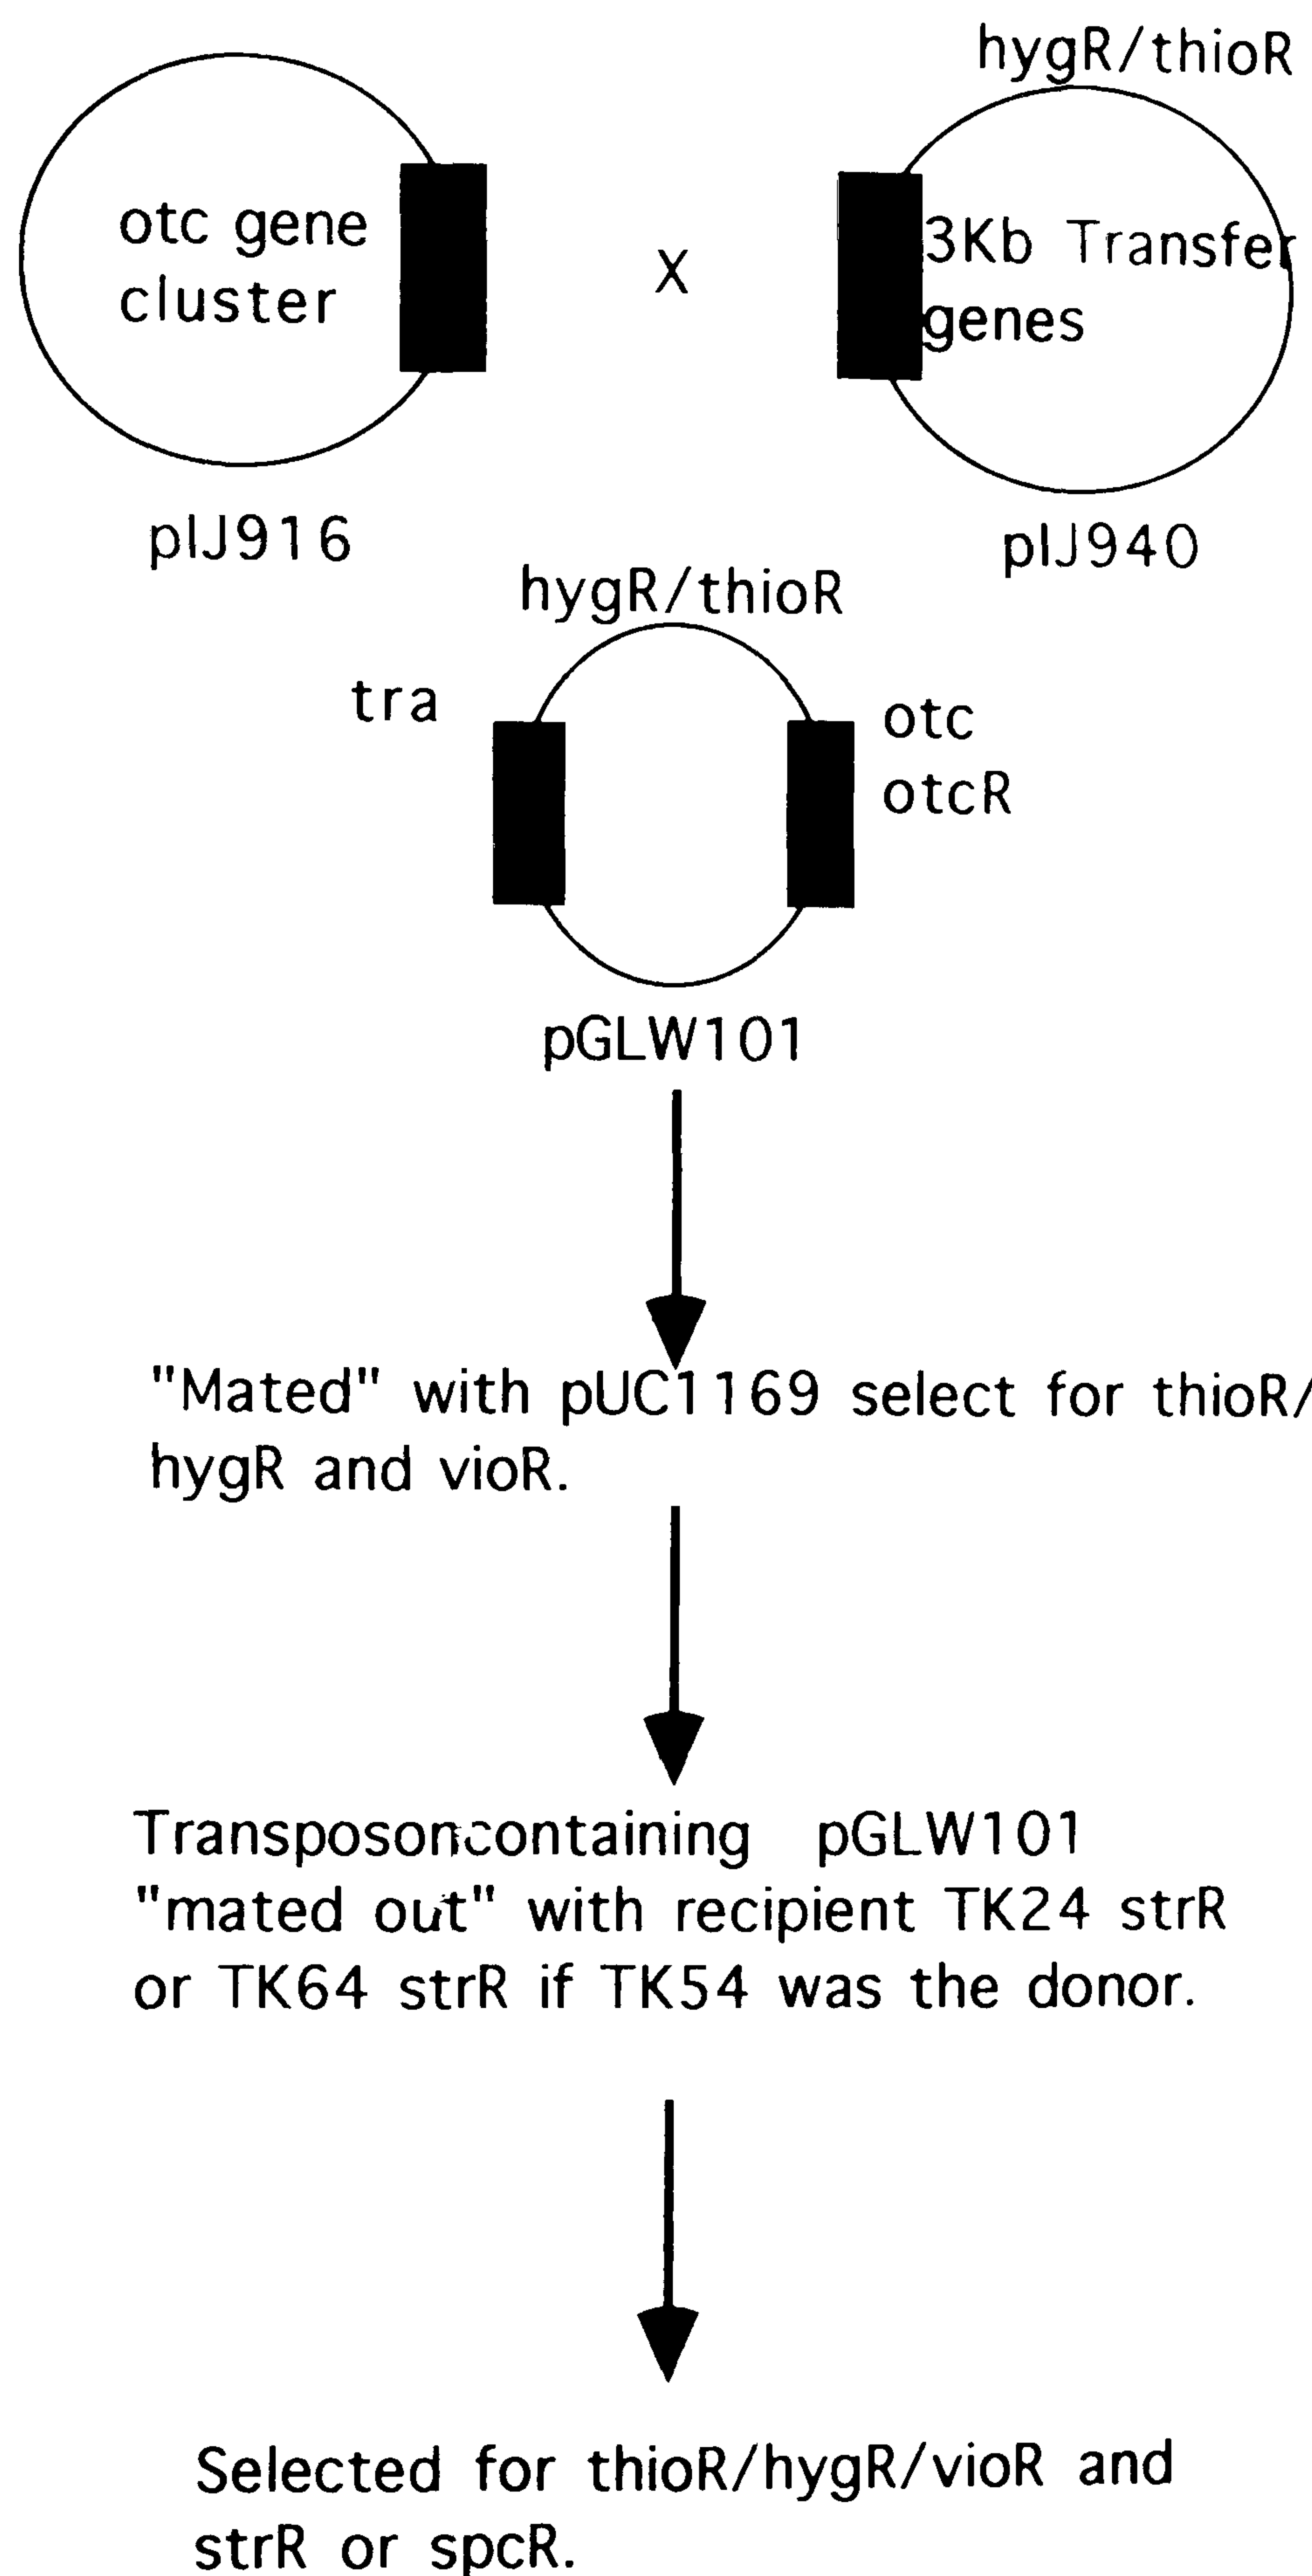 hygR/thioR
otc gene
cluster
X
3Kb Transfer
genes
pIJ916
pIJ940
hygR/thioR
tra
otc
otcR
pGLW101
"Mated" with pUC1169 select for thioR/
hygR and vioR.
Transposoncontaining pGLW101
"mated out" with recipient TK24 strR
or TK64 strR if TK54 was the donor.
Selected for thioR/hygR/vioR and
strR or spcR.